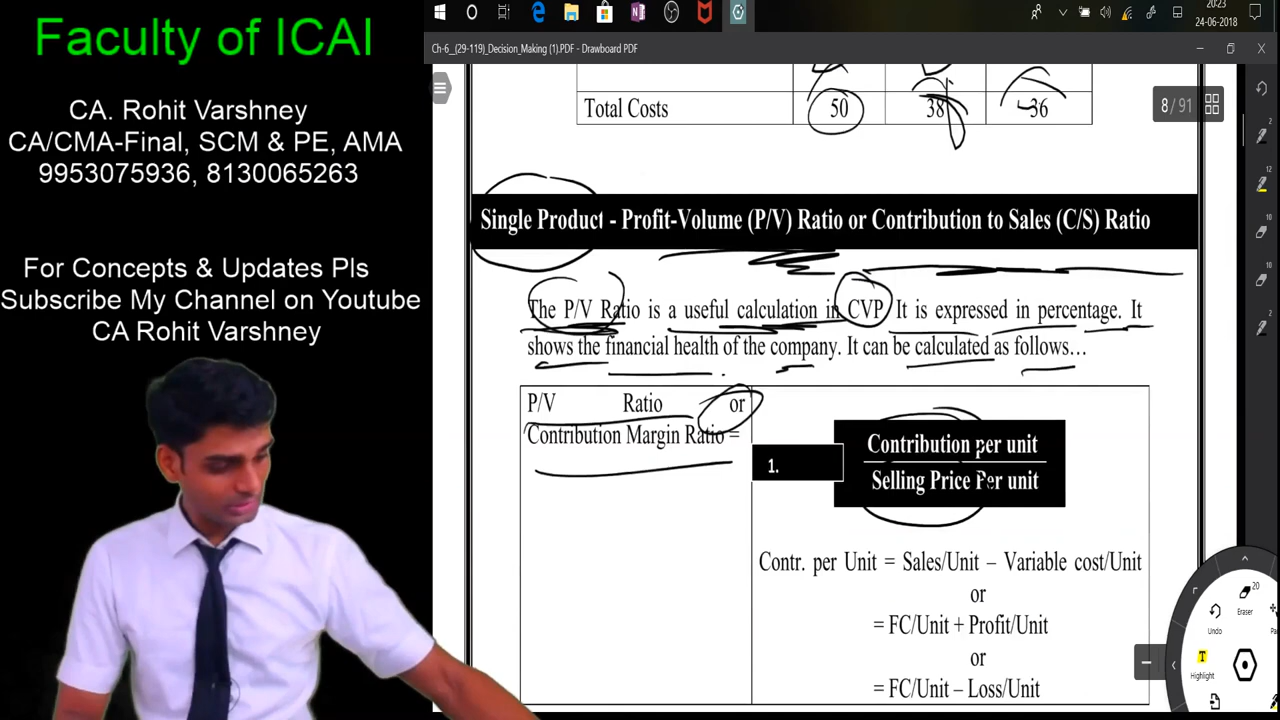 Faculty of ICAI
CA. Rohit Varshney
CA/CMA-Final, SCM & PE, AMA
9953075936, 8130065263
For Concepts & Updates Pls
Subscribe My Channel on Youtube
CA Rohit Varshney
20:23
24-06-2018
Ch-6__(29-119)_Decision_Making (1).PDF - Drawboard PDF
8 / 91
Total Costs 50 38 36
Single Product - Profit-Volume (P/V) Ratio or Contribution to Sales (C/S) Ratio
The P/V Ratio is a useful calculation in CVP It is expressed in percentage. It
shows the financial health of the company. It can be calculated as follows…
P/V Ratio or
Contribution Margin Ratio =
1.
Contribution per unit
Selling Price Per unit
Contr. per Unit = Sales/Unit – Variable cost/Unit
or
= FC/Unit + Profit/Unit
or
= FC/Unit – Loss/Unit
20
Eraser
Undo
T
Highlight